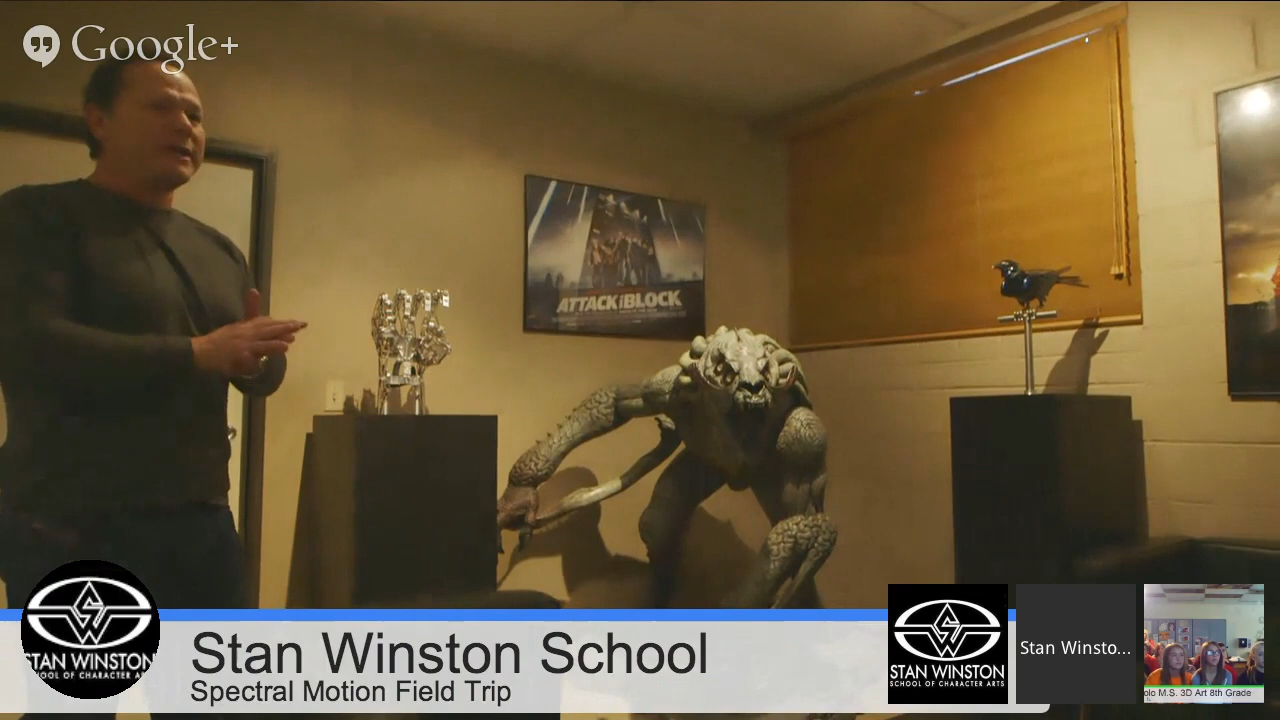 Google+
ATTACK THE BLOCK
Stan Winston School
Spectral Motion Field Trip
STAN WINSTON
SCHOOL OF CHARACTER ARTS
STAN WINSTON
SCHOOL OF CHARACTER ARTS
Stan Winsto...
olo M.S. 3D Art 8th Grade